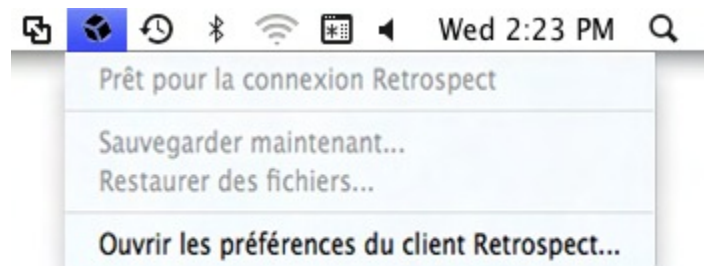 Wed 2:23 PM
Prêt pour la connexion Retrospect
Sauvegarder maintenant...
Restaurer des fichiers...
Ouvrir les préférences du client Retrospect...